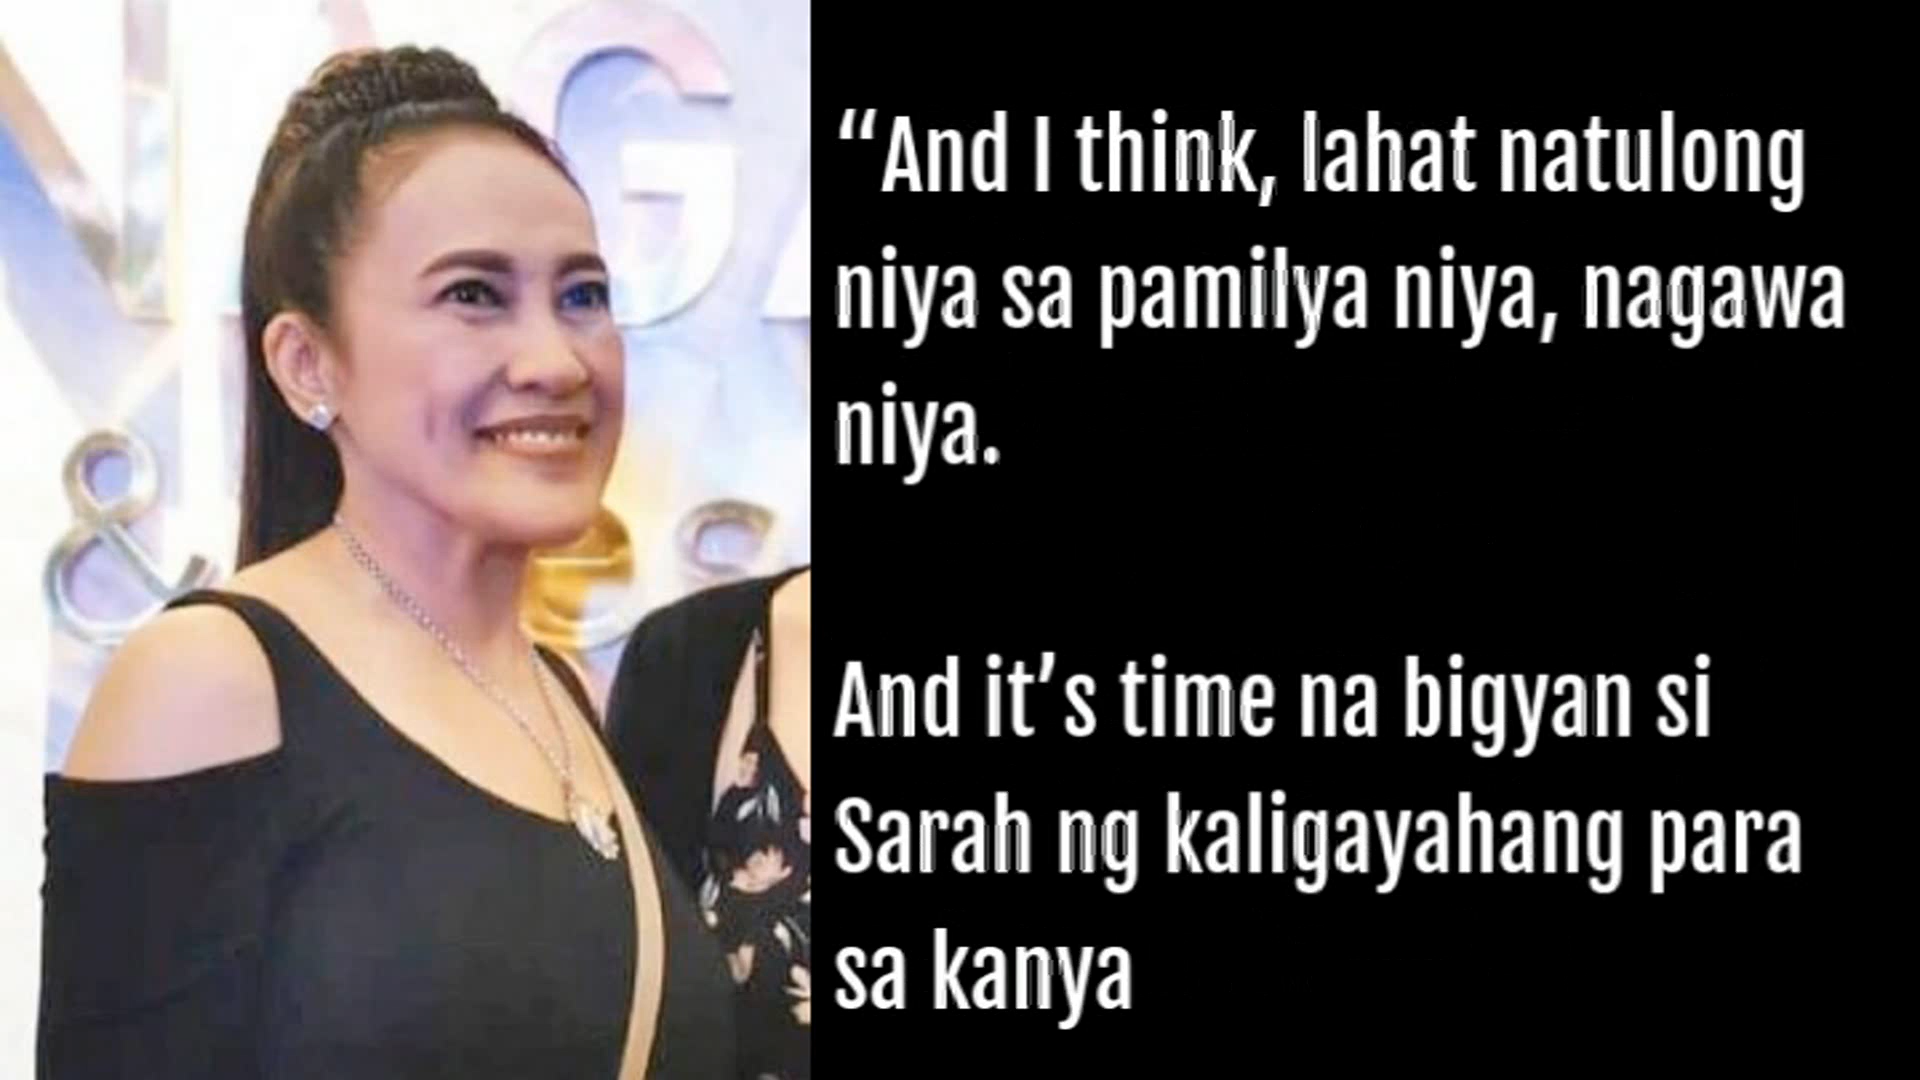 “And I think, lahat natulong
niya sa pamilya niya, nagawa
niya.
And it’s time na bigyan si
Sarah ng kaligayahang para
sa kanya
&